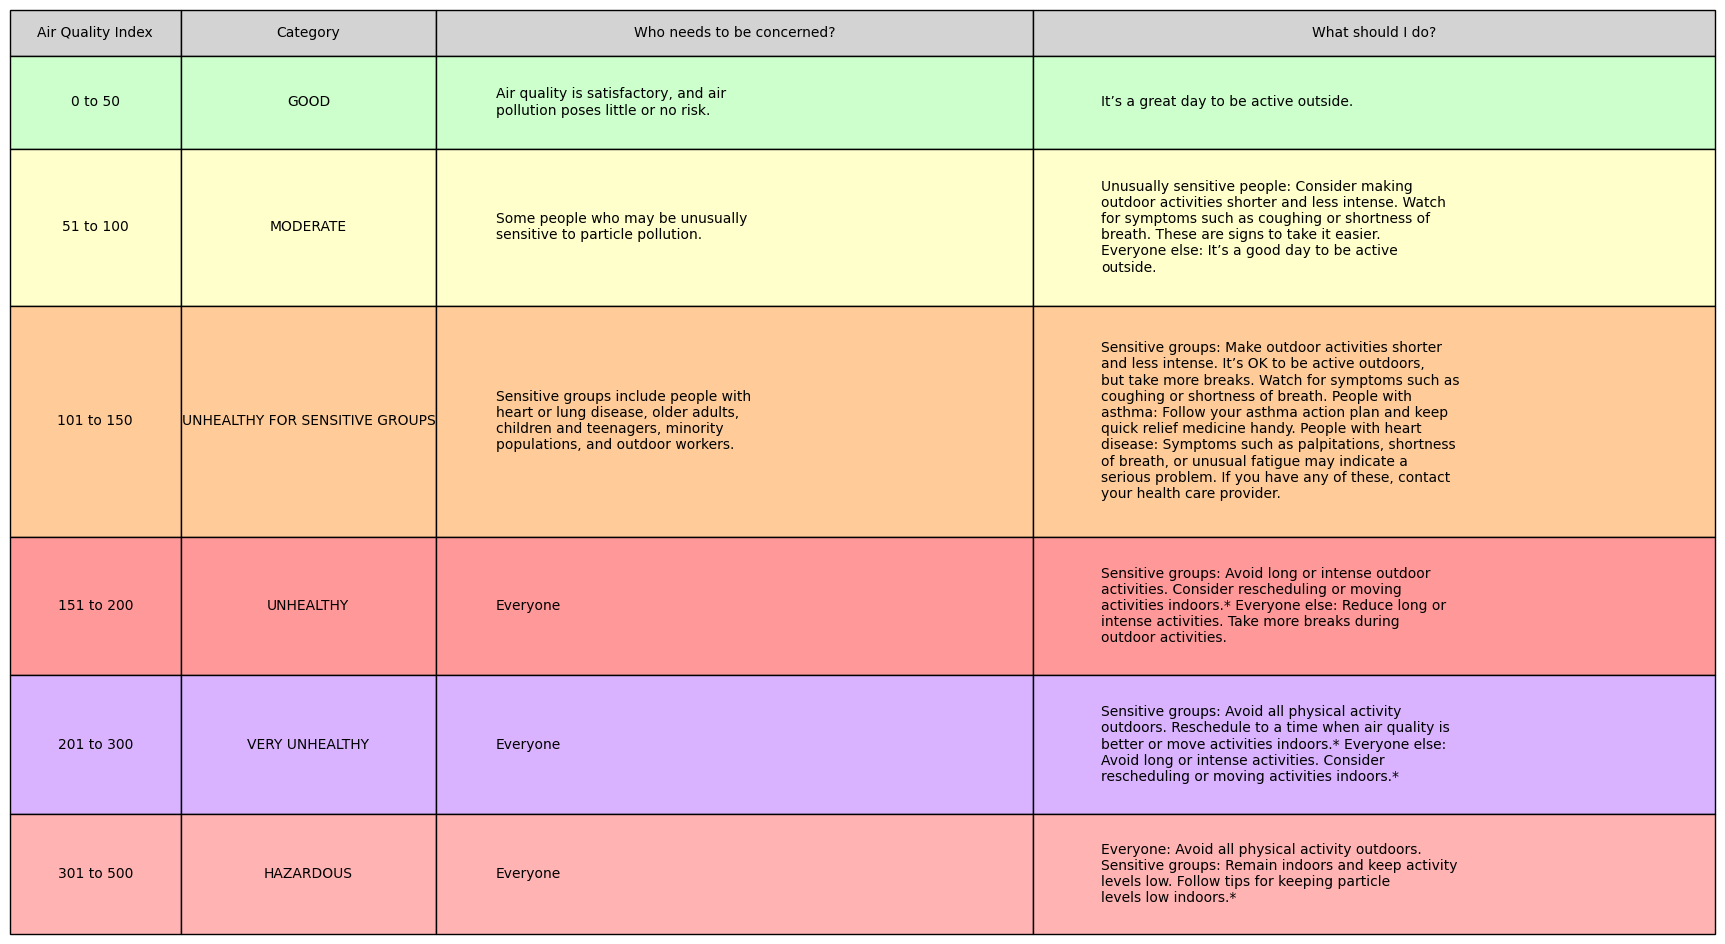 Air Quality Index
Category
Who needs to be concerned?
What should I do?
0 to 50
GOOD
Air quality is satisfactory, and air
pollution poses little or no risk.
It’s a great day to be active outside.
51 to 100
MODERATE
Some people who may be unusually
sensitive to particle pollution.
Unusually sensitive people: Consider making
outdoor activities shorter and less intense. Watch
for symptoms such as coughing or shortness of
breath. These are signs to take it easier.
Everyone else: It’s a good day to be active
outside.
101 to 150
UNHEALTHY FOR SENSITIVE GROUPS
Sensitive groups include people with
heart or lung disease, older adults,
children and teenagers, minority
populations, and outdoor workers.
Sensitive groups: Make outdoor activities shorter
and less intense. It’s OK to be active outdoors,
but take more breaks. Watch for symptoms such as
coughing or shortness of breath. People with
asthma: Follow your asthma action plan and keep
quick relief medicine handy. People with heart
disease: Symptoms such as palpitations, shortness
of breath, or unusual fatigue may indicate a
serious problem. If you have any of these, contact
your health care provider.
151 to 200
UNHEALTHY
Everyone
Sensitive groups: Avoid long or intense outdoor
activities. Consider rescheduling or moving
activities indoors.* Everyone else: Reduce long or
intense activities. Take more breaks during
outdoor activities.
201 to 300
VERY UNHEALTHY
Everyone
Sensitive groups: Avoid all physical activity
outdoors. Reschedule to a time when air quality is
better or move activities indoors.* Everyone else:
Avoid long or intense activities. Consider
rescheduling or moving activities indoors.*
301 to 500
HAZARDOUS
Everyone
Everyone: Avoid all physical activity outdoors.
Sensitive groups: Remain indoors and keep activity
levels low. Follow tips for keeping particle
levels low indoors.*